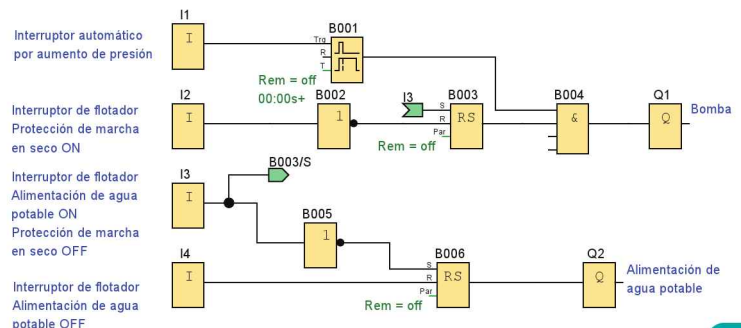 I1
Interruptor automático
por aumento de presión
I
Trg
R
T
B001
Rem = off
00:00s+
I2
Interruptor de flotador
Protección de marcha
en seco ON
I
B002
1
I3
S
R
Par
B003
RS
Rem = off
B004
&
Q1
Q
Bomba
I3
Interruptor de flotador
Alimentación de agua
potable ON
Protección de marcha
en seco OFF
I
B003/S
B005
1
I4
Interruptor de flotador
Alimentación de agua
potable OFF
I
S
R
Par
B006
RS
Rem = off
Q2
Q
Alimentación de
agua potable